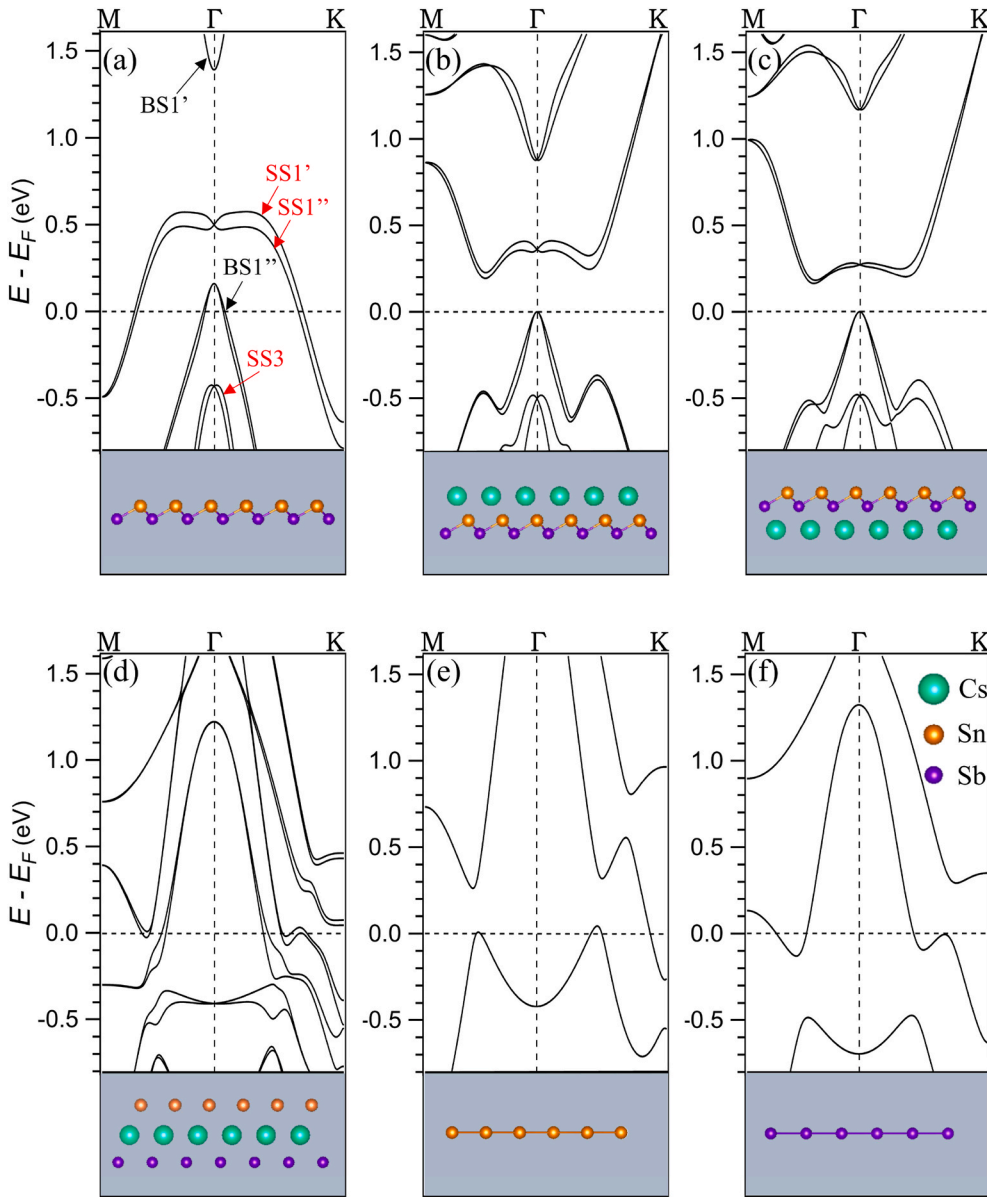 M Γ K M Γ K M Γ K
(a) (b) (c)
1.5 1.5 1.5
BS1’
1.0 1.0 1.0
SS1’
SS1’’
0.5 0.5 0.5
BS1’’
E - E_F (eV)
0.0 0.0 0.0
SS3
-0.5 -0.5 -0.5
M Γ K M Γ K M Γ K
(d) (e) (f)
1.5 1.5 1.5
Cs
Sn
1.0 1.0 1.0
Sb
0.5 0.5 0.5
E - E_F (eV)
0.0 0.0 0.0
-0.5 -0.5 -0.5